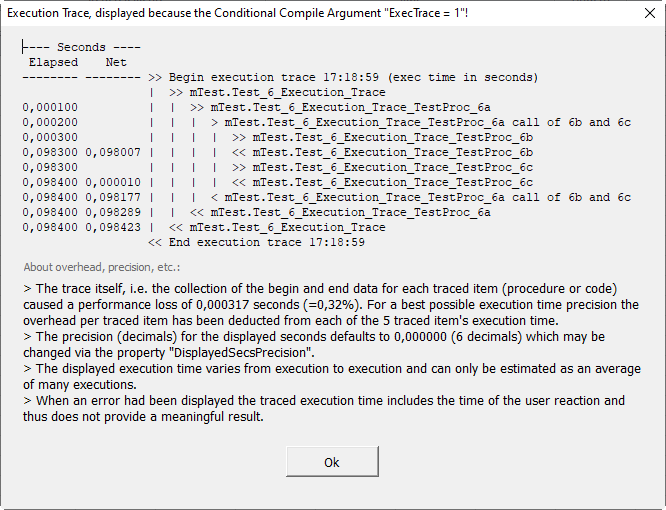 Execution Trace, displayed because the Conditional Compile Argument "ExecTrace = 1"!
|---- Seconds ----
Elapsed Net
-------- -------- >> Begin execution trace 17:18:59 (exec time in seconds)
| >> mTest.Test_6_Execution_Trace
0,000100 | | >> mTest.Test_6_Execution_Trace_TestProc_6a
0,000200 | | | > mTest.Test_6_Execution_Trace_TestProc_6a call of 6b and 6c
0,000300 | | | | >> mTest.Test_6_Execution_Trace_TestProc_6b
0,098300 0,098007 | | | | << mTest.Test_6_Execution_Trace_TestProc_6b
0,098300 | | | | >> mTest.Test_6_Execution_Trace_TestProc_6c
0,098400 0,000010 | | | | << mTest.Test_6_Execution_Trace_TestProc_6c
0,098400 0,098177 | | | < mTest.Test_6_Execution_Trace_TestProc_6a call of 6b and 6c
0,098400 0,098289 | | << mTest.Test_6_Execution_Trace_TestProc_6a
0,098400 0,098423 | << mTest.Test_6_Execution_Trace
<< End execution trace 17:18:59
About overhead, precision, etc.:
> The trace itself, i.e. the collection of the begin and end data for each traced item (procedure or code)
caused a performance loss of 0,000317 seconds (=0,32%). For a best possible execution time precision the
overhead per traced item has been deducted from each of the 5 traced item's execution time.
> The precision (decimals) for the displayed seconds defaults to 0,000000 (6 decimals) which may be
changed via the property "DisplayedSecsPrecision".
> The displayed execution time varies from execution to execution and can only be estimated as an average
of many executions.
> When an error had been displayed the traced execution time includes the time of the user reaction and
thus does not provide a meaningful result.
Ok